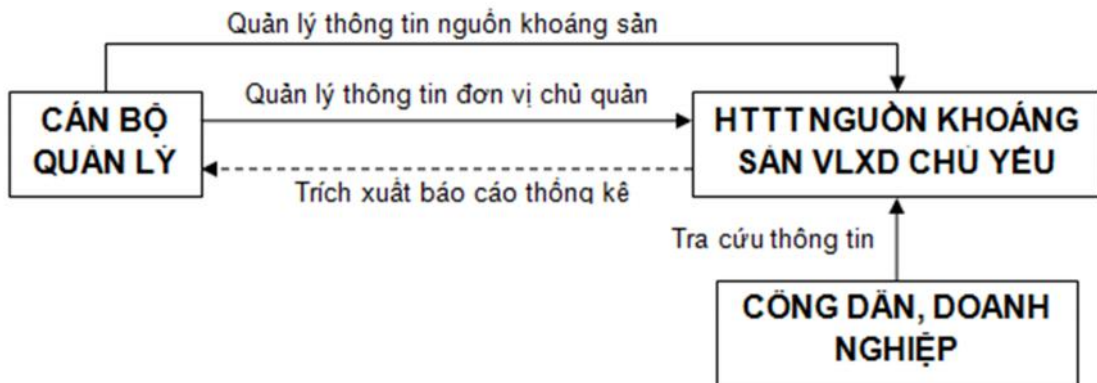 Quản lý thông tin nguồn khoáng sản
Quản lý thông tin đơn vị chủ quản
CÁN BỘ
QUẢN LÝ
HTTT NGUỒN KHOÁNG
SẢN VLXD CHỦ YẾU
Trích xuất báo cáo thống kê
Tra cứu thông tin
CÔNG DÂN, DOANH
NGHIỆP